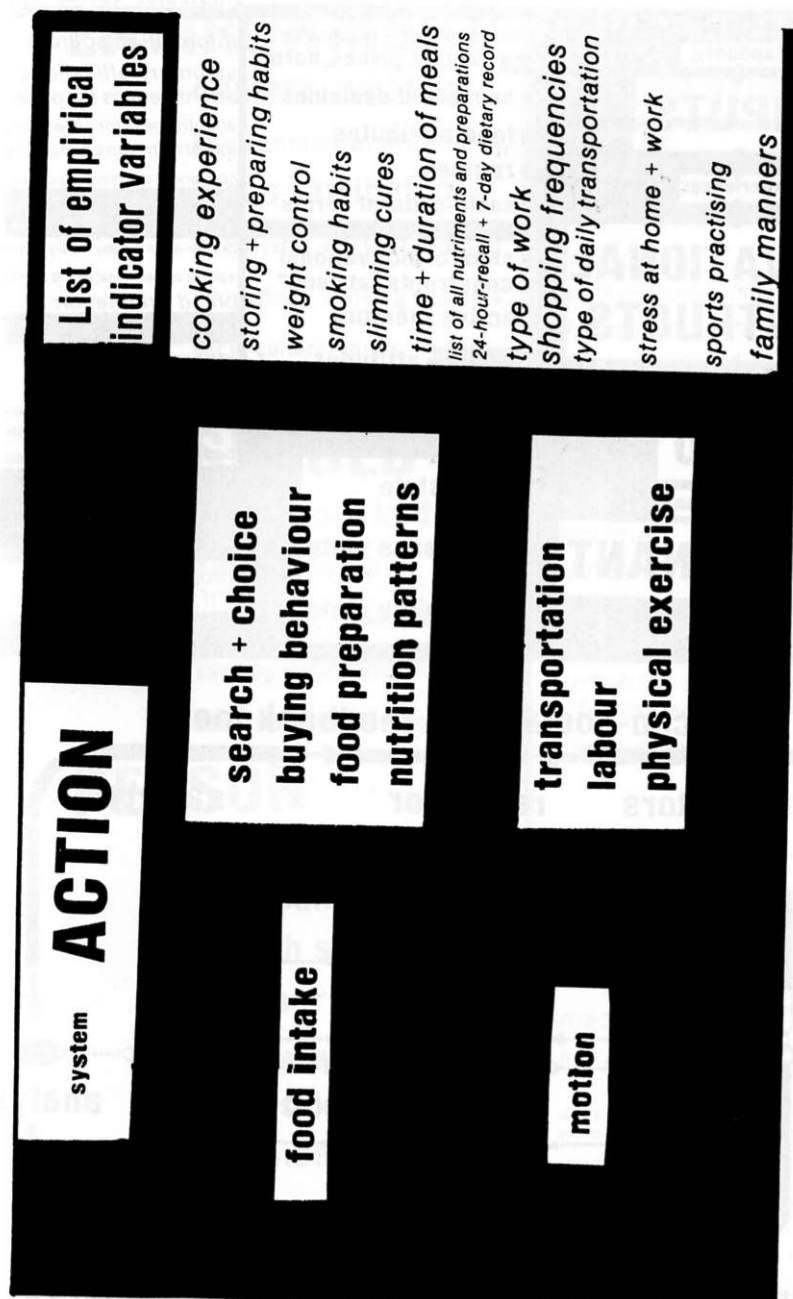 system ACTION
List of empirical
indicator variables
food intake
search + choice
buying behaviour
food preparation
nutrition patterns
cooking experience
storing + preparing habits
weight control
smoking habits
slimming cures
time + duration of meals
list of all nutriments and preparations
24-hour-recall + 7-day dietary record
motion
transportation
labour
physical exercise
type of work
shopping frequencies
type of daily transportation
stress at home + work
sports practising
family manners